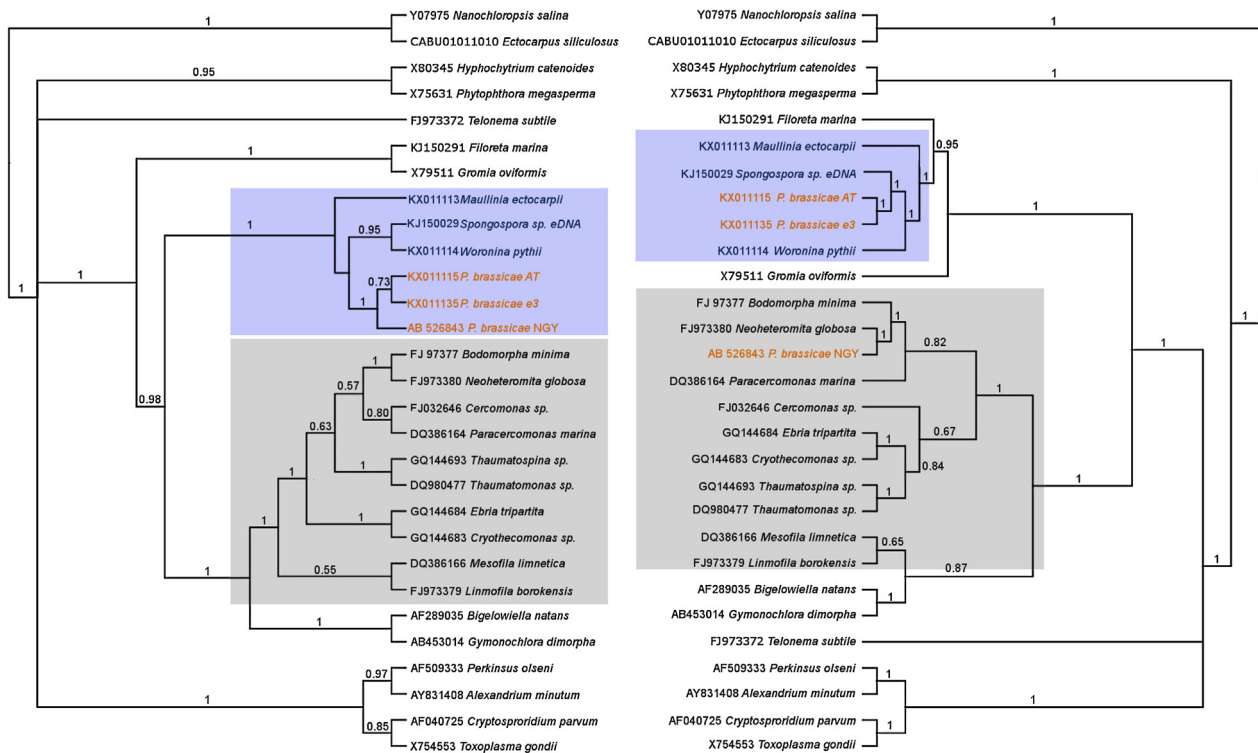 1
Y07975 Nanochloropsis salina
CABU01011010 Ectocarpus siliculosus
0.95
X80345 Hyphochytrium catenoides
X75631 Phytophthora megasperma
FJ973372 Telonema subtile
1
KJ150291 Filoreta marina
X79511 Gromia oviformis
1
KX011113Maullinia ectocarpii
0.95
KJ150029Spongospora sp. eDNA
KX011114Woronina pythii
0.73
KX011115P. brassicae AT
1
KX011135P. brassicae e3
AB 526843 P. brassicae NGY
1
1
0.98
1
FJ 97377 Bodomorpha minima
FJ973380 Neoheteromita globosa
0.57
0.80
FJ032646 Cercomonas sp.
DQ386164 Paracercomonas marina
0.63
1
GQ144693 Thaumatospina sp.
DQ980477 Thaumatomonas sp.
1
1
GQ144684 Ebria tripartita
GQ144683 Cryothecomonas sp.
1
0.55
DQ386166 Mesofila limnetica
FJ973379 Linmofila borokensis
1
1
AF289035 Bigelowiella natans
AB453014 Gymonochlora dimorpha
0.97
AF509333 Perkinsus olseni
AY831408 Alexandrium minutum
1
0.85
AF040725 Cryptosproridium parvum
X754553 Toxoplasma gondii
Y07975 Nanochloropsis salina
CABU01011010 Ectocarpus siliculosus
1
X80345 Hyphochytrium catenoides
X75631 Phytophthora megasperma
1
KJ150291 Filoreta marina
0.95
KX011113 Maullinia ectocarpii
1
KJ150029 Spongospora sp. eDNA
1
KX011115 P. brassicae AT
1
KX011135 P. brassicae e3
1
KX011114 Woronina pythii
1
X79511 Gromia oviformis
FJ 97377 Bodomorpha minima
1
FJ973380 Neoheteromita globosa
1
AB 526843 P. brassicae NGY
0.82
DQ386164 Paracercomonas marina
1
1
1
FJ032646 Cercomonas sp.
0.67
GQ144684 Ebria tripartita
1
GQ144683 Cryothecomonas sp.
0.84
GQ144693 Thaumatospina sp.
1
DQ980477 Thaumatomonas sp.
1
DQ386166 Mesofila limnetica
0.65
FJ973379 Linmofila borokensis
0.87
1
AF289035 Bigelowiella natans
1
AB453014 Gymonochlora dimorpha
FJ973372 Telonema subtile
AF509333 Perkinsus olseni
1
AY831408 Alexandrium minutum
1
AF040725 Cryptosproridium parvum
1
X754553 Toxoplasma gondii